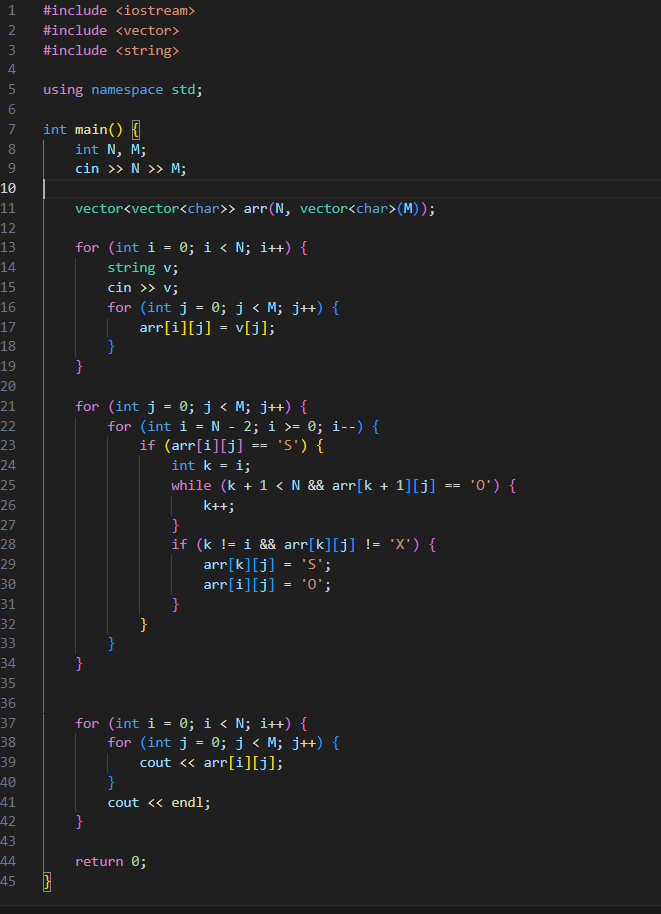 1 #include <iostream>
2 #include <vector>
3 #include <string>
4
5 using namespace std;
6
7 int main() {
8     int N, M;
9     cin >> N >> M;
10
11     vector<vector<char>> arr(N, vector<char>(M));
12
13     for (int i = 0; i < N; i++) {
14         string v;
15         cin >> v;
16         for (int j = 0; j < M; j++) {
17             arr[i][j] = v[j];
18         }
19     }
20
21     for (int j = 0; j < M; j++) {
22         for (int i = N - 2; i >= 0; i--) {
23             if (arr[i][j] == 'S') {
24                 int k = i;
25                 while (k + 1 < N && arr[k + 1][j] == 'O') {
26                     k++;
27                 }
28                 if (k != i && arr[k][j] != 'X') {
29                     arr[k][j] = 'S';
30                     arr[i][j] = 'O';
31                 }
32             }
33         }
34     }
35
36
37     for (int i = 0; i < N; i++) {
38         for (int j = 0; j < M; j++) {
39             cout << arr[i][j];
40         }
41         cout << endl;
42     }
43
44     return 0;
45 }